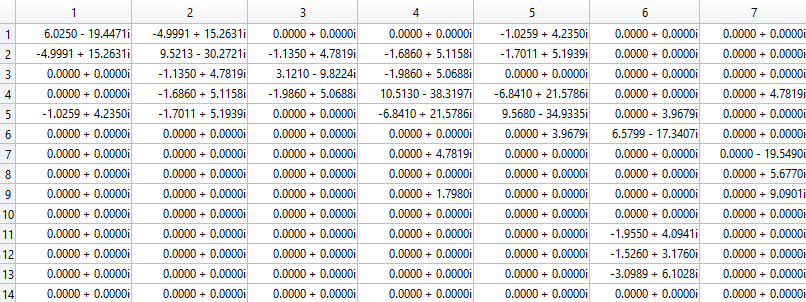 1 2 3 4 5 6 7
1 6.0250 - 19.4471i -4.9991 + 15.2631i 0.0000 + 0.0000i 0.0000 + 0.0000i -1.0259 + 4.2350i 0.0000 + 0.0000i 0.0000 + 0.0000i
2 -4.9991 + 15.2631i 9.5213 - 30.2721i -1.1350 + 4.7819i -1.6860 + 5.1158i -1.7011 + 5.1939i 0.0000 + 0.0000i 0.0000 + 0.0000i
3 0.0000 + 0.0000i -1.1350 + 4.7819i 3.1210 - 9.8224i -1.9860 + 5.0688i 0.0000 + 0.0000i 0.0000 + 0.0000i 0.0000 + 0.0000i
4 0.0000 + 0.0000i -1.6860 + 5.1158i -1.9860 + 5.0688i 10.5130 - 38.3197i -6.8410 + 21.5786i 0.0000 + 0.0000i 0.0000 + 4.7819i
5 -1.0259 + 4.2350i -1.7011 + 5.1939i 0.0000 + 0.0000i -6.8410 + 21.5786i 9.5680 - 34.9335i 0.0000 + 3.9679i 0.0000 + 0.0000i
6 0.0000 + 0.0000i 0.0000 + 0.0000i 0.0000 + 0.0000i 0.0000 + 0.0000i 0.0000 + 3.9679i 6.5799 - 17.3407i 0.0000 + 0.0000i
7 0.0000 + 0.0000i 0.0000 + 0.0000i 0.0000 + 0.0000i 0.0000 + 4.7819i 0.0000 + 0.0000i 0.0000 + 0.0000i 0.0000 - 19.5490i
8 0.0000 + 0.0000i 0.0000 + 0.0000i 0.0000 + 0.0000i 0.0000 + 0.0000i 0.0000 + 0.0000i 0.0000 + 0.0000i 0.0000 + 5.6770i
9 0.0000 + 0.0000i 0.0000 + 0.0000i 0.0000 + 0.0000i 0.0000 + 1.7980i 0.0000 + 0.0000i 0.0000 + 0.0000i 0.0000 + 9.0901i
10 0.0000 + 0.0000i 0.0000 + 0.0000i 0.0000 + 0.0000i 0.0000 + 0.0000i 0.0000 + 0.0000i 0.0000 + 0.0000i 0.0000 + 0.0000i
11 0.0000 + 0.0000i 0.0000 + 0.0000i 0.0000 + 0.0000i 0.0000 + 0.0000i 0.0000 + 0.0000i -1.9550 + 4.0941i 0.0000 + 0.0000i
12 0.0000 + 0.0000i 0.0000 + 0.0000i 0.0000 + 0.0000i 0.0000 + 0.0000i 0.0000 + 0.0000i -1.5260 + 3.1760i 0.0000 + 0.0000i
13 0.0000 + 0.0000i 0.0000 + 0.0000i 0.0000 + 0.0000i 0.0000 + 0.0000i 0.0000 + 0.0000i -3.0989 + 6.1028i 0.0000 + 0.0000i
14 0.0000 + 0.0000i 0.0000 + 0.0000i 0.0000 + 0.0000i 0.0000 + 0.0000i 0.0000 + 0.0000i 0.0000 + 0.0000i 0.0000 + 0.0000i